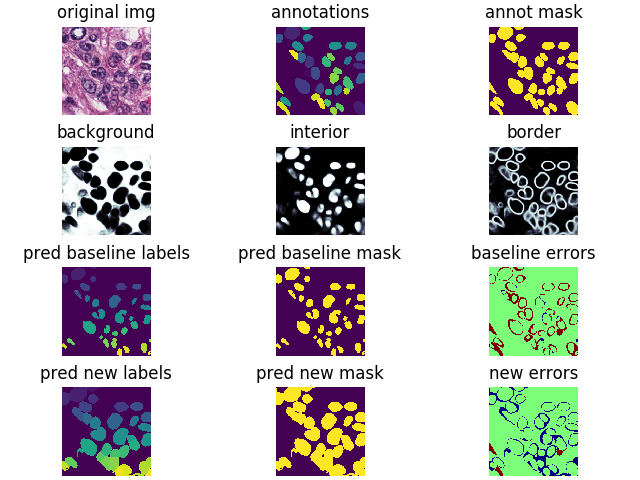 original img
annotations
annot mask
background
interior
border
pred baseline labels
pred baseline mask
baseline errors
pred new labels
pred new mask
new errors